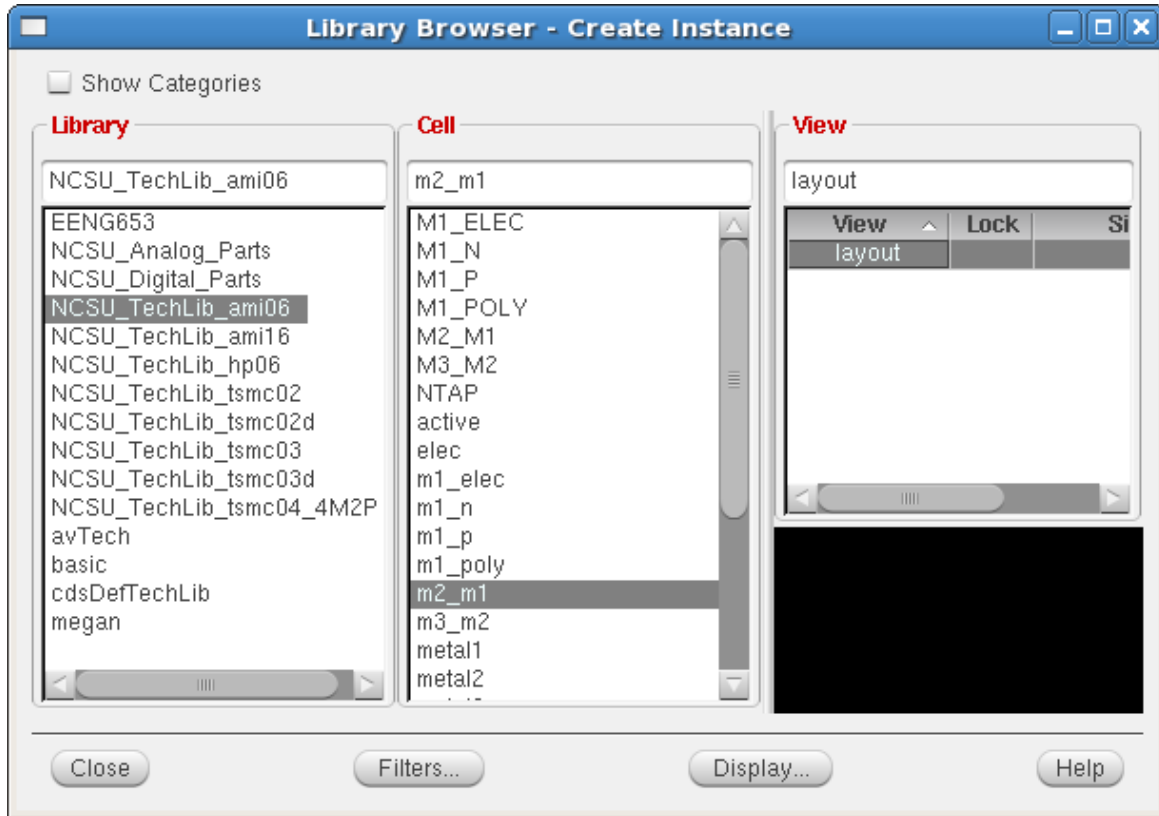 Library Browser - Create Instance
Show Categories
Library
NCSU_TechLib_ami06
EENG653
NCSU_Analog_Parts
NCSU_Digital_Parts
NCSU_TechLib_ami06
NCSU_TechLib_ami16
NCSU_TechLib_hp06
NCSU_TechLib_tsmc02
NCSU_TechLib_tsmc02d
NCSU_TechLib_tsmc03
NCSU_TechLib_tsmc03d
NCSU_TechLib_tsmc04_4M2P
avTech
basic
cdsDefTechLib
megan
Cell
m2_m1
M1_ELEC
M1_N
M1_P
M1_POLY
M2_M1
M3_M2
NTAP
active
elec
m1_elec
m1_n
m1_p
m1_poly
m2_m1
m3_m2
metal1
metal2
View
layout
View Lock Si
layout
Close Filters... Display... Help